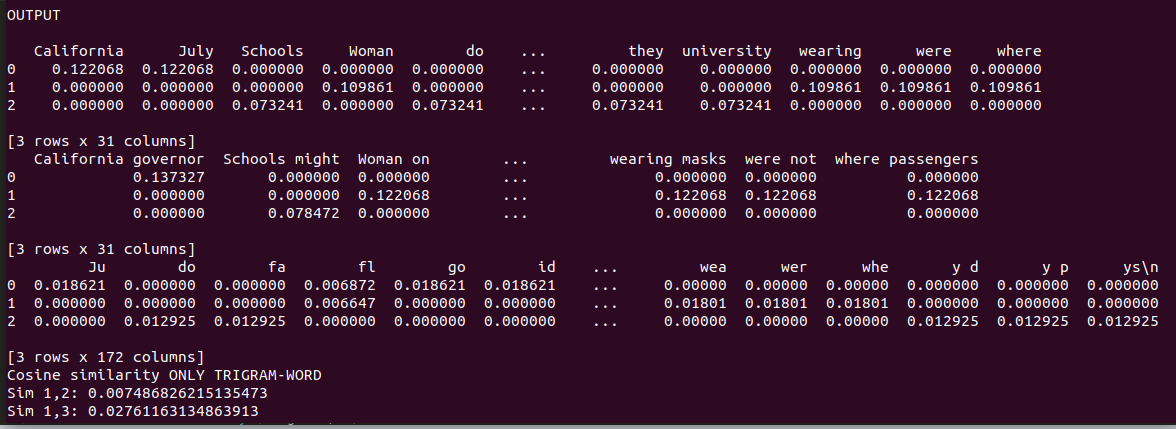 OUTPUT
California July Schools Woman do ... they university wearing were where
0 0.122068 0.122068 0.000000 0.000000 0.000000 ... 0.000000 0.000000 0.000000 0.000000 0.000000
1 0.000000 0.000000 0.000000 0.109861 0.000000 ... 0.000000 0.000000 0.109861 0.109861 0.109861
2 0.000000 0.000000 0.073241 0.000000 0.073241 ... 0.073241 0.073241 0.000000 0.000000 0.000000
[3 rows x 31 columns]
California governor Schools might Woman on ... wearing masks were not where passengers
0 0.137327 0.000000 0.000000 ... 0.000000 0.000000 0.000000
1 0.000000 0.000000 0.122068 ... 0.122068 0.122068 0.122068
2 0.000000 0.078472 0.000000 ... 0.000000 0.000000 0.000000
[3 rows x 31 columns]
Ju do fa fl go id ... wea wer whe y d y p ys\n
0 0.018621 0.000000 0.000000 0.006872 0.018621 0.018621 ... 0.00000 0.00000 0.00000 0.000000 0.000000 0.000000
1 0.000000 0.000000 0.000000 0.006647 0.000000 0.000000 ... 0.01801 0.01801 0.01801 0.000000 0.000000 0.000000
2 0.000000 0.012925 0.012925 0.000000 0.000000 0.000000 ... 0.00000 0.00000 0.00000 0.012925 0.012925 0.012925
[3 rows x 172 columns]
Cosine similarity ONLY TRIGRAM-WORD
Sim 1,2: 0.007486826215135473
Sim 1,3: 0.02761163134863913